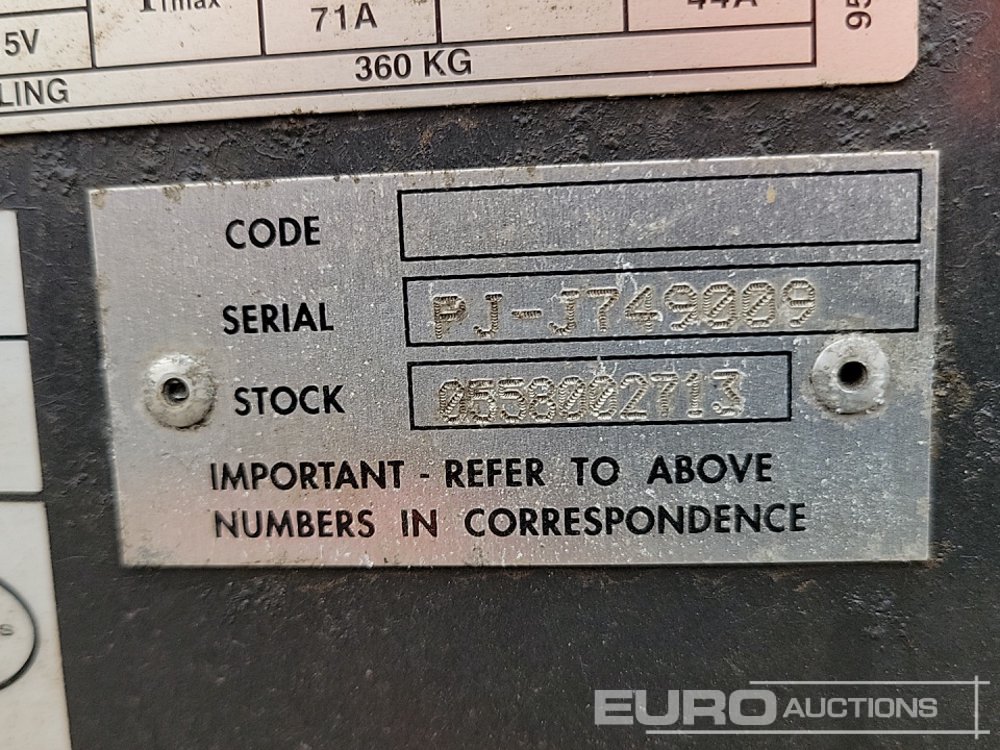 I1max
71A
44A
5V
LING
360 KG
95
CODE
SERIAL PJ-J749009
STOCK 0558002713
IMPORTANT - REFER TO ABOVE
NUMBERS IN CORRESPONDENCE
s
EURO AUCTIONS